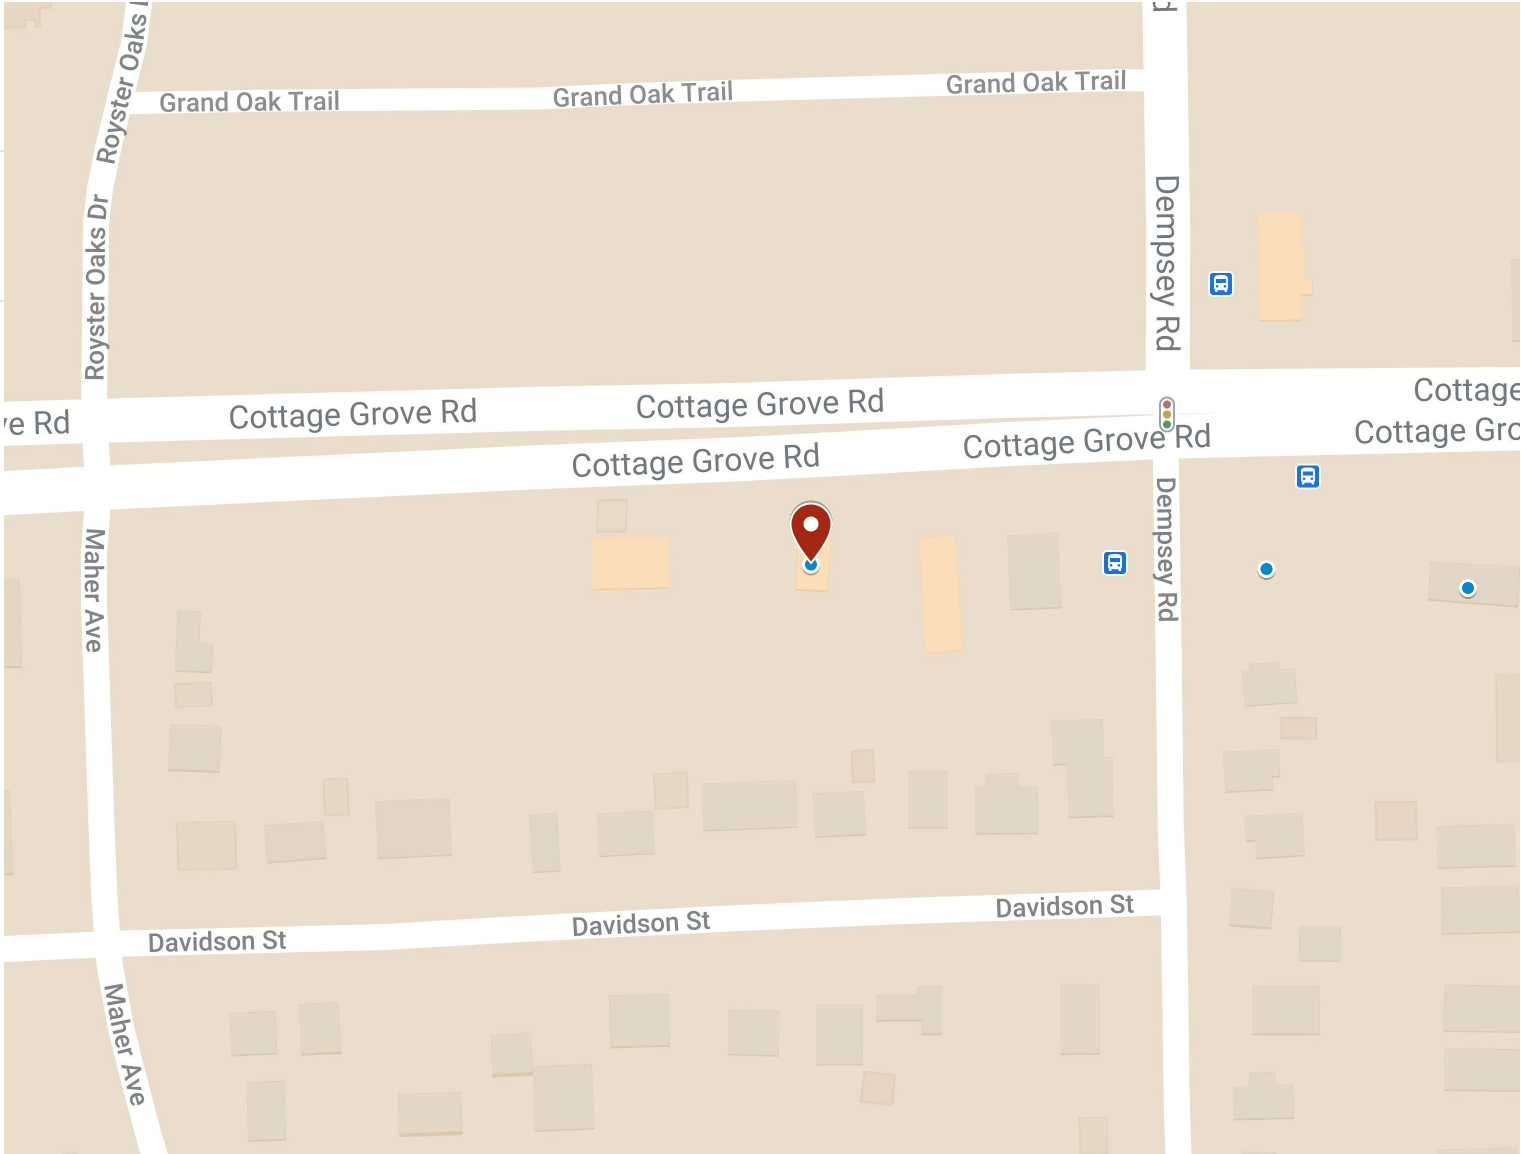 Royster Oaks
d
Grand Oak Trail
Grand Oak Trail
Grand Oak Trail
Royster Oaks Dr
Dempsey Rd
Cottage
ve Rd
Cottage Grove Rd
Cottage Grove Rd
Cottage Gro
Cottage Grove Rd
Cottage Grove Rd
Dempsey Rd
Maher Ave
Davidson St
Davidson St
Davidson St
Maher Ave